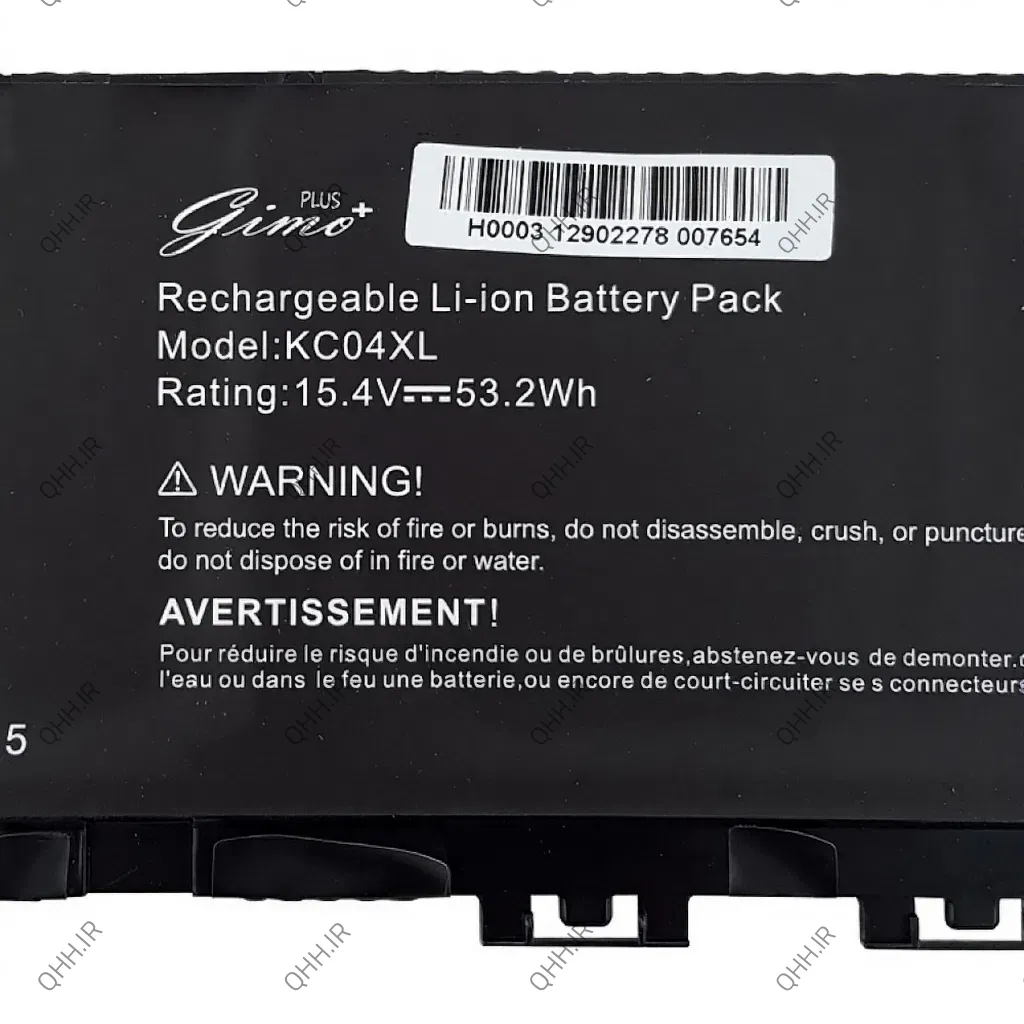 PLUS
Gimo+
H0003 12902278 007654
Rechargeable Li-ion Battery Pack
Model:KC04XL
Rating:15.4V⎓53.2Wh
⚠ WARNING!
To reduce the risk of fire or burns, do not disassemble, crush, or puncture
do not dispose of in fire or water.
AVERTISSEMENT!
Pour réduire le risque d'incendie ou de brûlures,abstenez-vous de demonter.
l'eau ou dans le feu une batterie,ou encore de court-circuiter se s connecteurs
5
QHH.IR